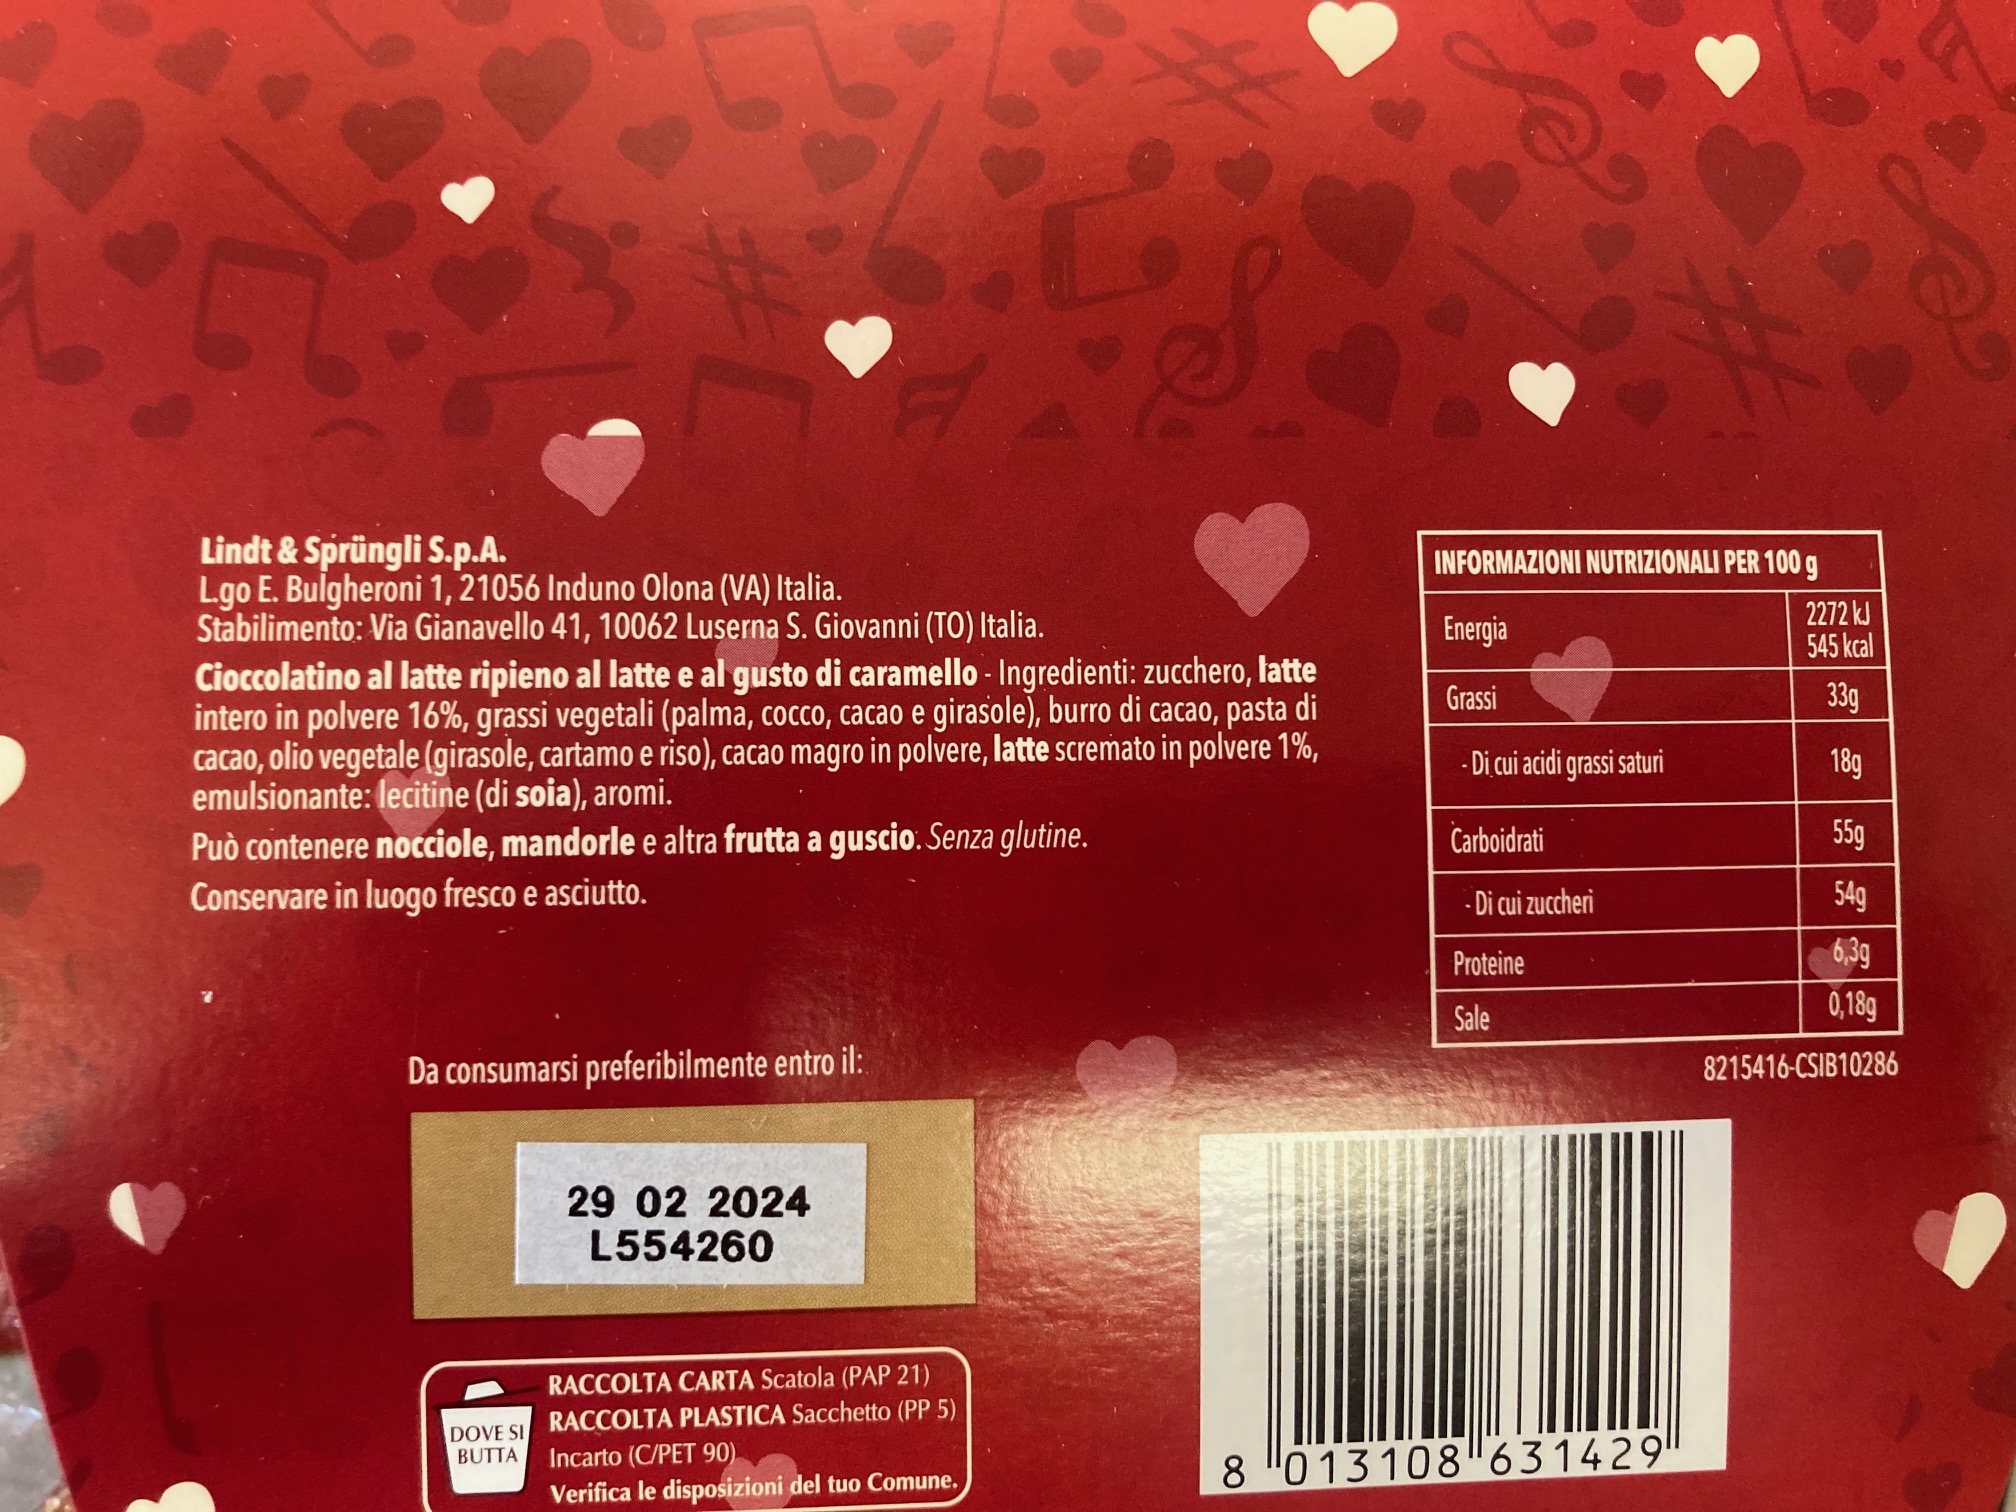 Lindt & Sprüngli S.p.A.
L.go E. Bulgheroni 1, 21056 Induno Olona (VA) Italia.
Stabilimento: Via Gianavello 41, 10062 Luserna S. Giovanni (TO) Italia.
Cioccolatino al latte ripieno al latte e al gusto di caramello - Ingredienti: zucchero, latte
intero in polvere 16%, grassi vegetali (palma, cocco, cacao e girasole), burro di cacao, pasta di
cacao, olio vegetale (girasole, cartamo e riso), cacao magro in polvere, latte scremato in polvere 1%,
emulsionante: lecitine (di soia), aromi.
Può contenere nocciole, mandorle e altra frutta a guscio. Senza glutine.
Conservare in luogo fresco e asciutto.
INFORMAZIONI NUTRIZIONALI PER 100 g
Energia 2272 kJ
545 kcal
Grassi 33g
- Di cui acidi grassi saturi 18g
Carboidrati 55g
- Di cui zuccheri 54g
Proteine 6,3g
Sale 0,18g
8215416-CSIB10286
Da consumarsi preferibilmente entro il:
29 02 2024
L554260
DOVE SI
BUTTA
RACCOLTA CARTA Scatola (PAP 21)
RACCOLTA PLASTICA Sacchetto (PP 5)
Incarto (C/PET 90)
Verifica le disposizioni del tuo Comune.
8 013108 631429